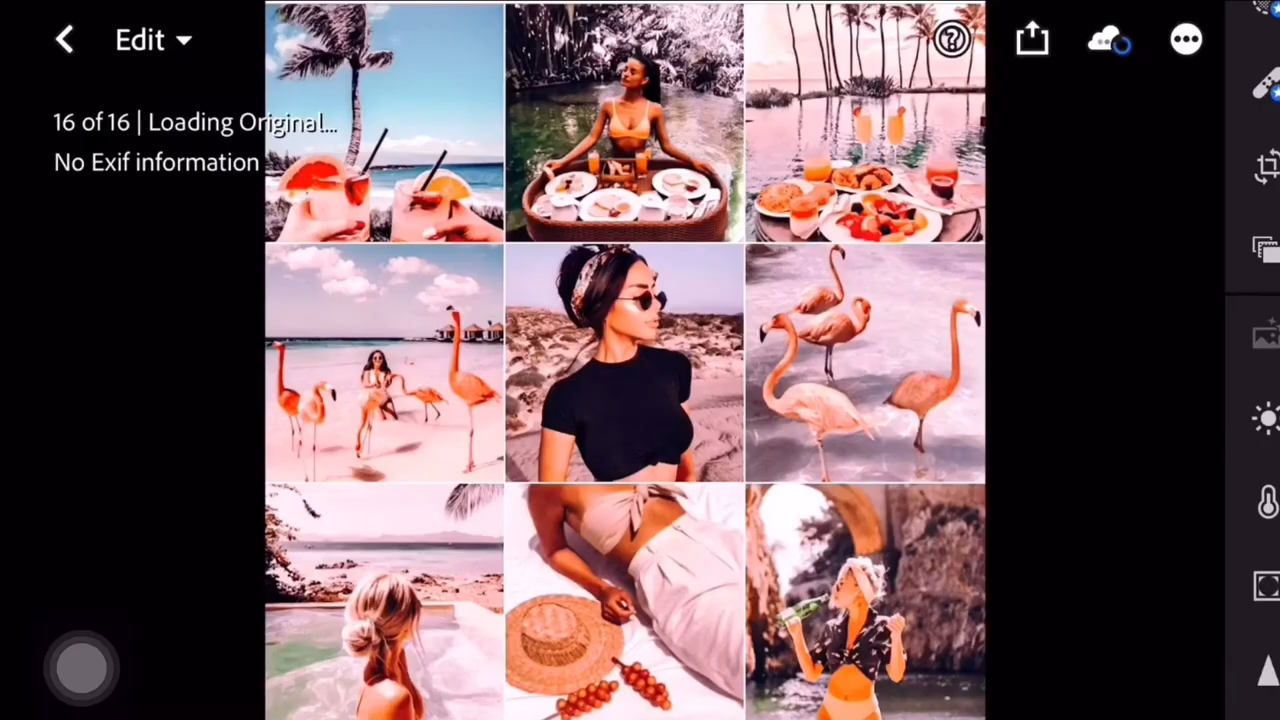 Edit
16 of 16 | Loading Original...
No Exif information
?